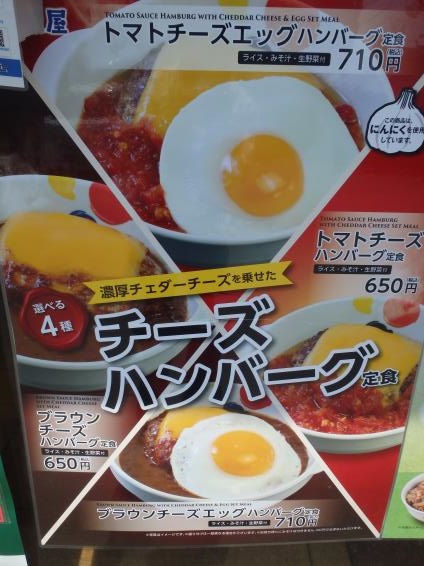 屋
TOMATO SAUCE HAMBURG WITH CHEDDAR CHEESE & EGG SET MEAL
トマトチーズエッグハンバーグ定食
ライス・みそ汁・生野菜付
710円(税込)
この商品は、
にんにくを使用
しています。
TOMATO SAUCE HAMBURG
WITH CHEDDAR CHEESE SET MEAL
トマトチーズ
ハンバーグ定食
ライス・みそ汁・生野菜付
650円(税込)
濃厚チェダーチーズを乗せた
選べる
4種
チーズ
ハンバーグ定食
BROWN SAUCE HAMBURG
WITH CHEDDAR CHEESE
SET MEAL
ブラウン
チーズ
ハンバーグ定食
ライス・みそ汁・生野菜付
650円(税込)
BROWN SAUCE HAMBURG WITH CHEDDAR CHEESE & EGG SET MEAL
ブラウンチーズエッグハンバーグ定食
ライス・みそ汁・生野菜付
710円(税込)